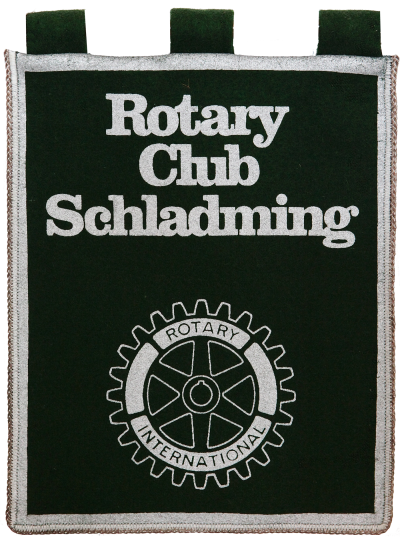 Rotary
Club
Schladming
ROTARY
INTERNATIONAL